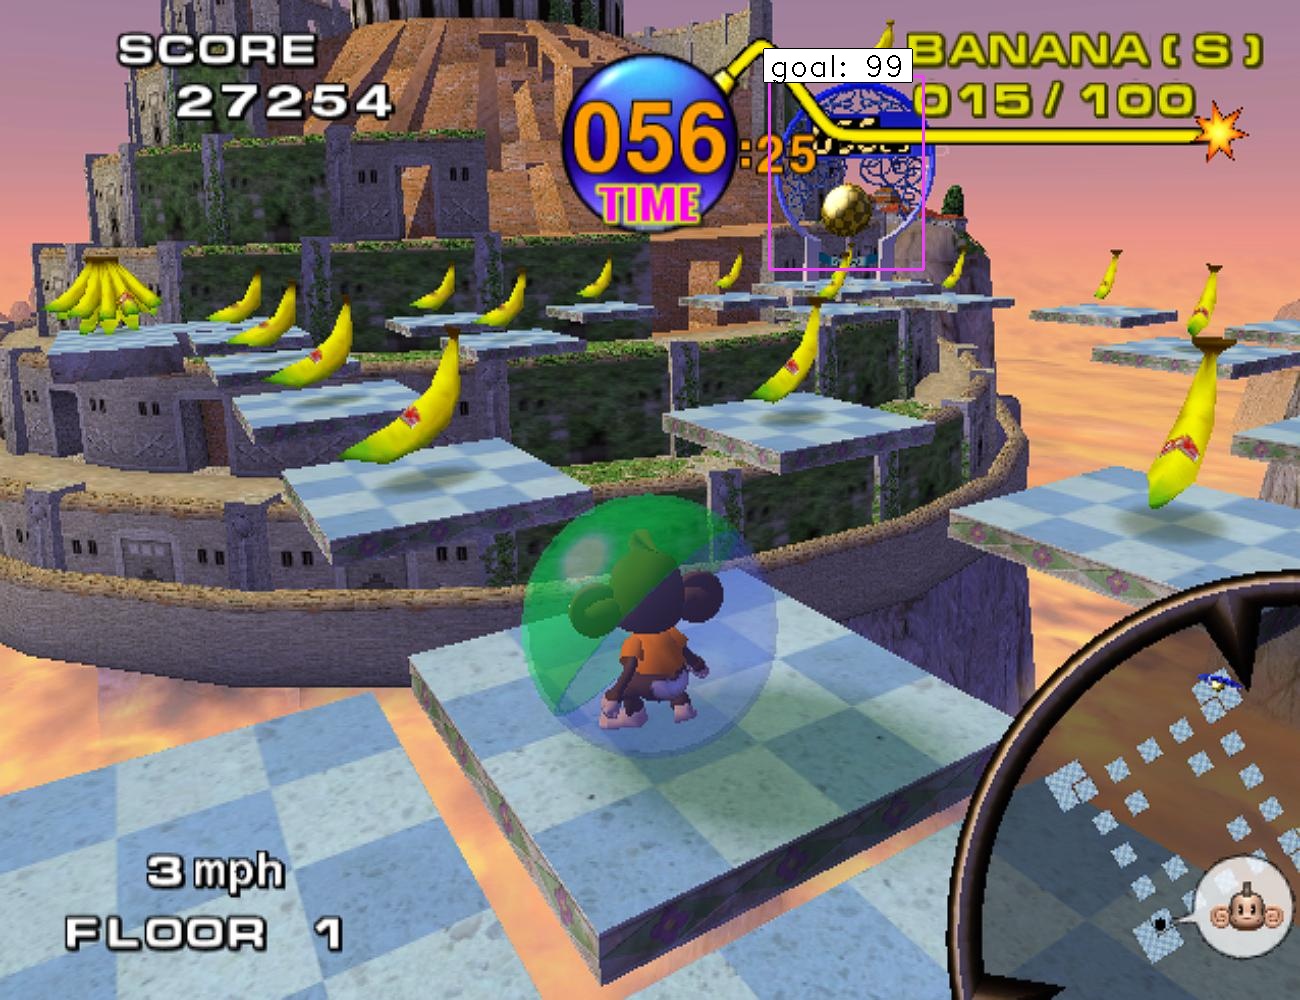 SCORE
27254
056:25
TIME
goal: 99
BANANA(S)
015/100
3 mph
FLOOR 1